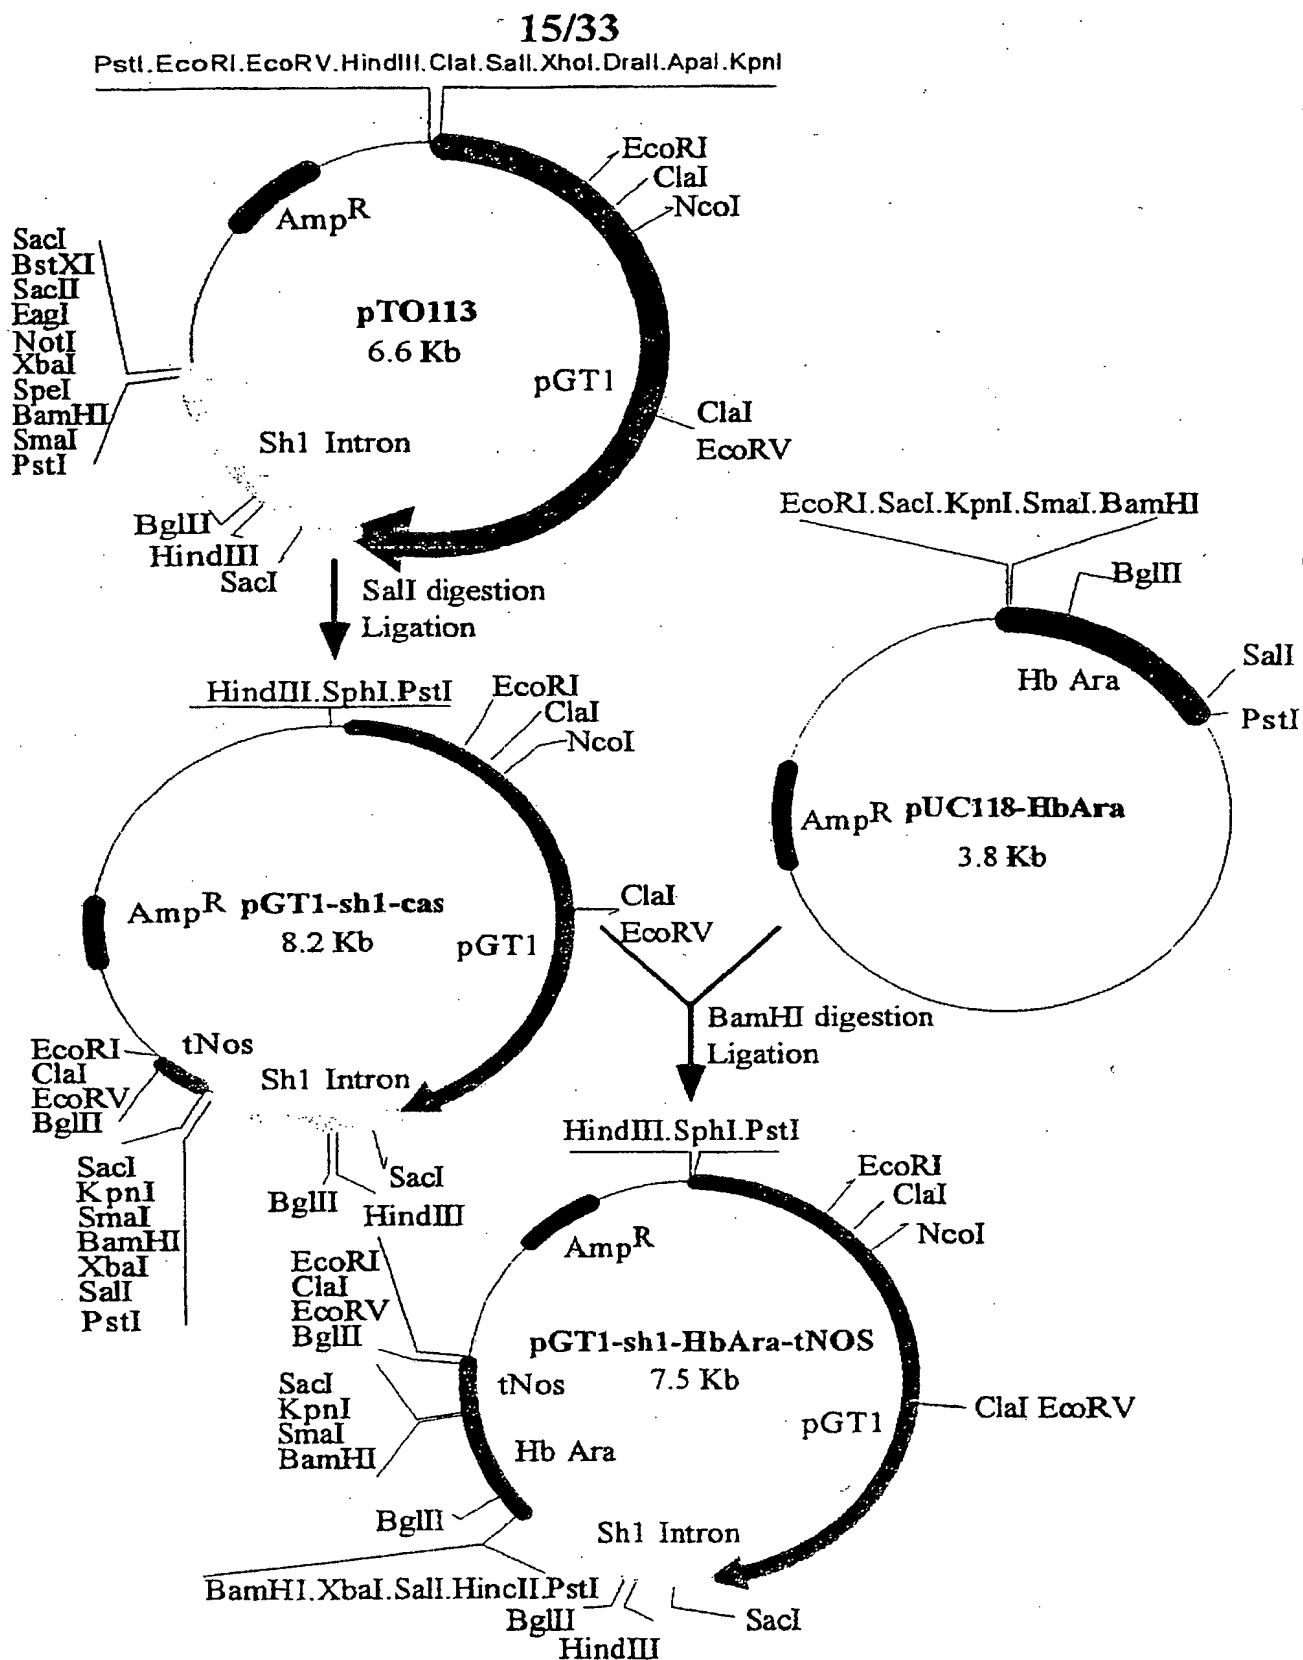 15/33
PstI.EcoRI.EcoRV.HindIII.ClaI.SalI.XhoI.DraII.ApaI.KpnI
EcoRI
ClaI
NcoI
AmpR
SacI
BstXI
SacII
EagI
NotI
XbaI
SpeI
BamHI
SmaI
PstI
pTO113
6.6 Kb
pGT1
ClaI
EcoRV
Sh1 Intron
BglII
HindIII
SacI
SalI digestion
Ligation
EcoRI.SacI.KpnI.SmaI.BamHI
BglII
SalI
PstI
Hb Ara
AmpR pUC118-HbAra
3.8 Kb
HindIII.SphI.PstI
EcoRI
ClaI
NcoI
AmpR pGT1-sh1-cas
8.2 Kb
pGT1
ClaI
EcoRV
tNos
EcoRI
ClaI
EcoRV
BglII
Sh1 Intron
SacI
KpnI
SmaI
BamHI
XbaI
SalI
PstI
BglII
SacI
HindIII
BamHI digestion
Ligation
HindIII.SphI.PstI
EcoRI
ClaI
NcoI
AmpR
EcoRI
ClaI
EcoRV
BglII
pGT1-sh1-HbAra-tNOS
7.5 Kb
tNos
SacI
KpnI
SmaI
BamHI
pGT1
ClaI EcoRV
Hb Ara
BglII
Sh1 Intron
BamHI.XbaI.SalI.HincII.PstI
BglII
HindIII
SacI